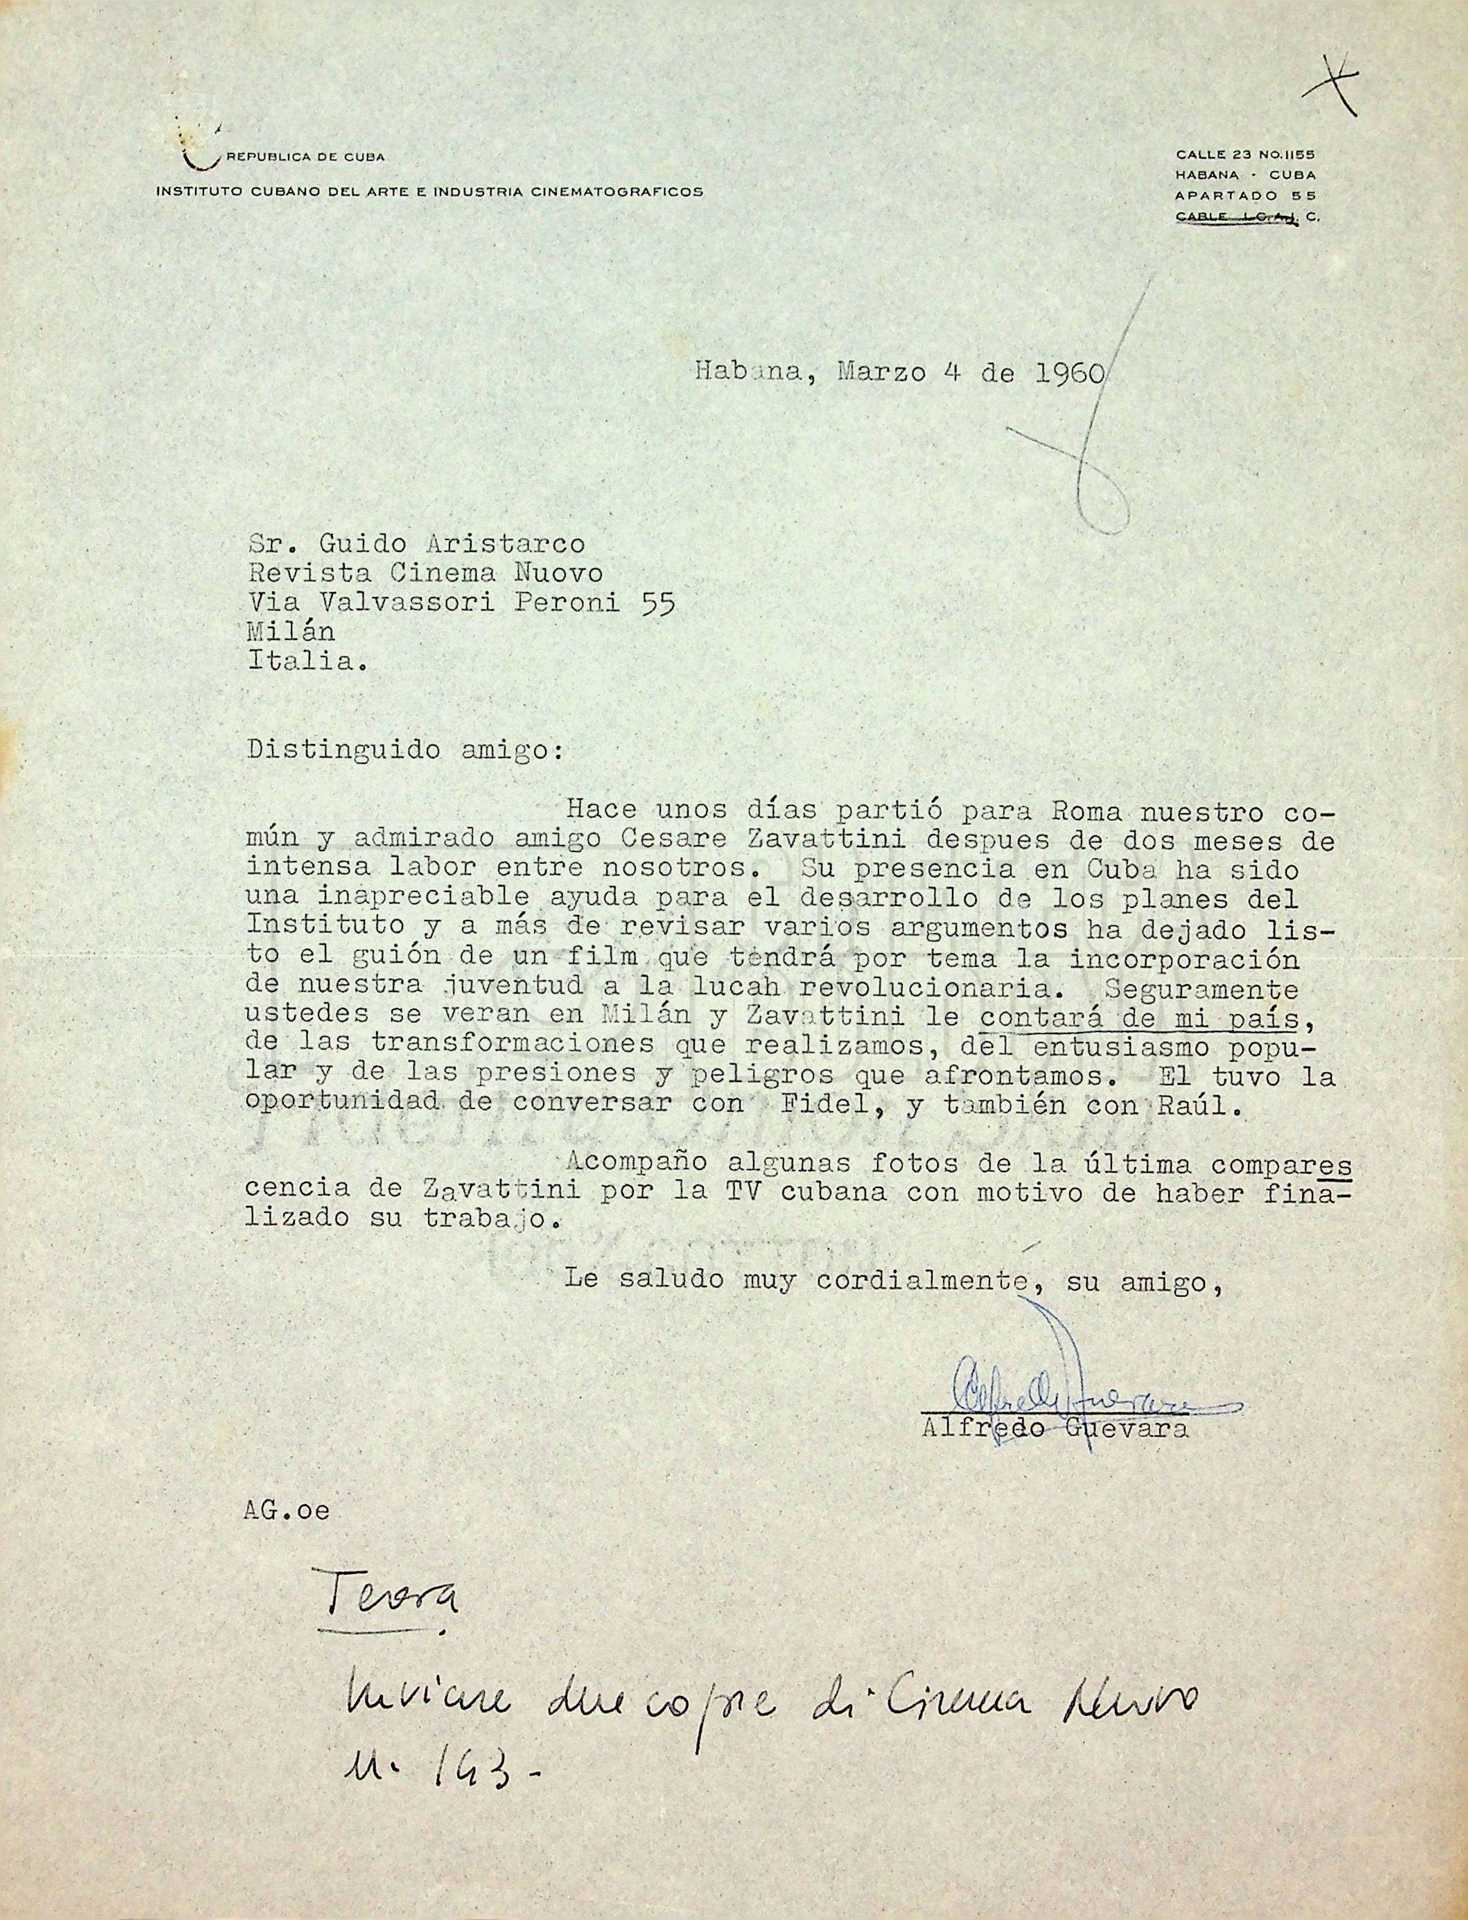 REPUBLICA DE CUBA
INSTITUTO CUBANO DEL ARTE E INDUSTRIA CINEMATOGRAFICOS
CALLE 23 NO. 1155
HABANA - CUBA
APARTADO 55
CABLE I.C.A.I.C.
Habana, Marzo 4 de 1960
Sr. Guido Aristarco
Revista Cinema Nuovo
Via Valvassori Peroni 55
Milán
Italia.
Distinguido amigo:
Hace unos días partió para Roma nuestro co-
mún y admirado amigo Cesare Zavattini despues de dos meses de
intensa labor entre nosotros. Su presencia en Cuba ha sido
una inapreciable ayuda para el desarrollo de los planes del
Instituto y a más de revisar varios argumentos ha dejado lis-
to el guión de un film que tendrá por tema la incorporación
de nuestra juventud a la lucah revolucionaria. Seguramente
ustedes se veran en Milán y Zavattini le contará de mi país,
de las transformaciones que realizamos, del entusiasmo popu-
lar y de las presiones y peligros que afrontamos. El tuvo la
oportunidad de conversar con Fidel, y también con Raúl.
Acompaño algunas fotos de la última compares
cencia de Zavattini por la TV cubana con motivo de haber fina-
lizado su trabajo.
Le saludo muy cordialmente, su amigo,
Alfredo Guevara
Alfredo Guevara
AG.oe
Inviare due copie di Cinema Nuovo
n. 143-